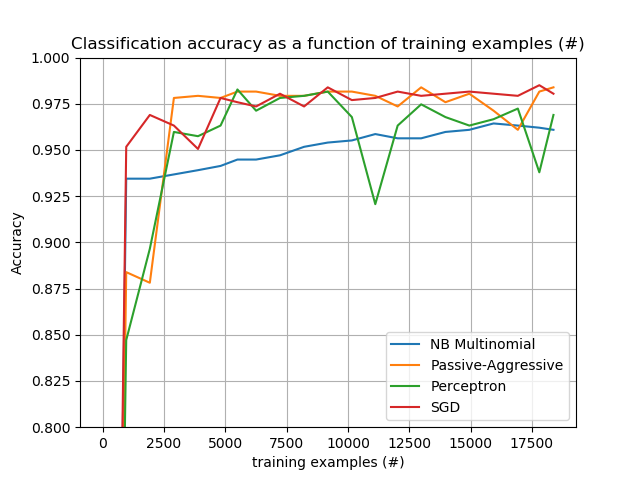 Classification accuracy as a function of training examples (#)
1.000
0.975
0.950
0.925
0.900
0.875
0.850
0.825
0.800
Accuracy
NB Multinomial
Passive-Aggressive
Perceptron
SGD
0 2500 5000 7500 10000 12500 15000 17500
training examples (#)